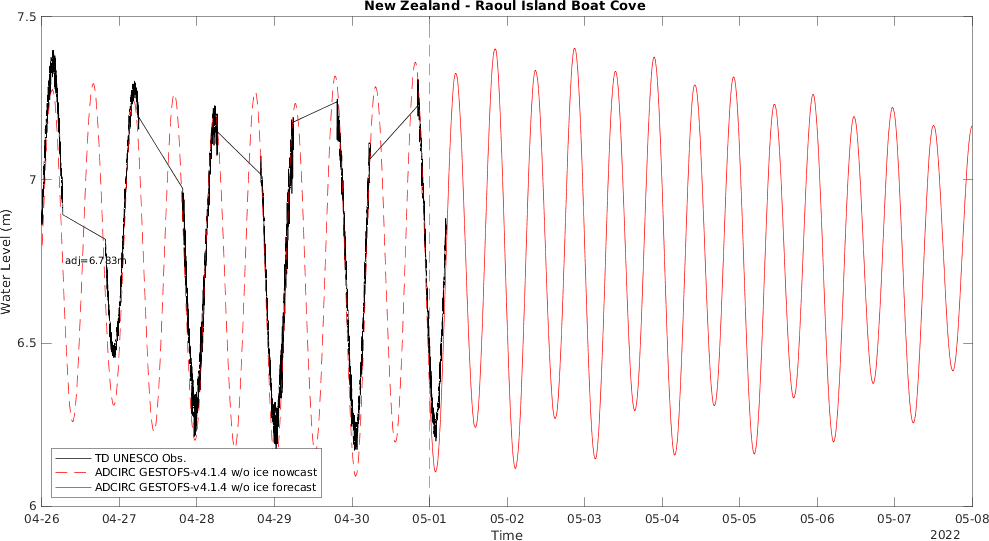 New Zealand - Raoul Island Boat Cove
7.5
7
6.5
6
Water Level (m)
adj=6.783m
TD UNESCO Obs.
ADCIRC GESTOFS-v4.1.4 w/o ice nowcast
ADCIRC GESTOFS-v4.1.4 w/o ice forecast
04-26 04-27 04-28 04-29 04-30 05-01 05-02 05-03 05-04 05-05 05-06 05-07 05-08
Time
2022